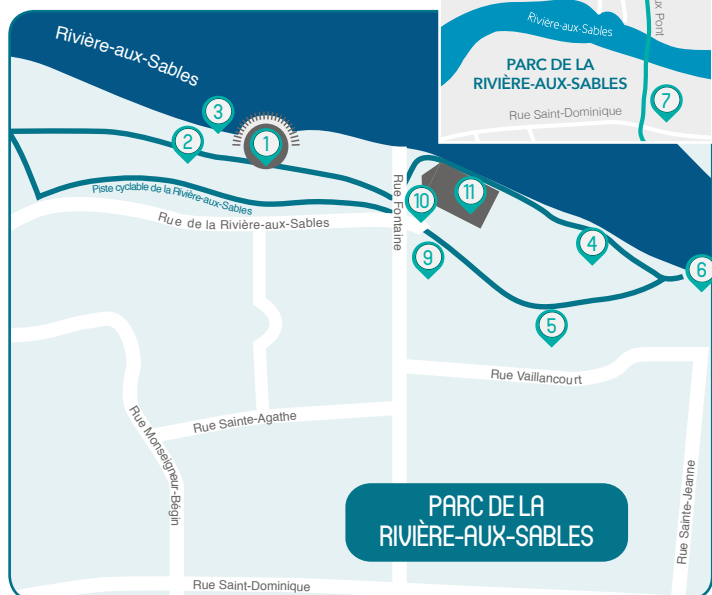 Rivière-aux-Sables
Rivière-aux-Sables
ux Pont
PARC DE LA
RIVIÈRE-AUX-SABLES
7
Rue Saint-Dominique
3
2
1
Piste cyclable de la Rivière-aux-Sables
Rue de la Rivière-aux-Sables
Rue Fontaine
10
11
4
9
6
5
Rue Vaillancourt
Rue Sainte-Agathe
Rue Monseigneur-Bégin
PARC DE LA
RIVIÈRE-AUX-SABLES
Rue Sainte-Jeanne
Rue Saint-Dominique